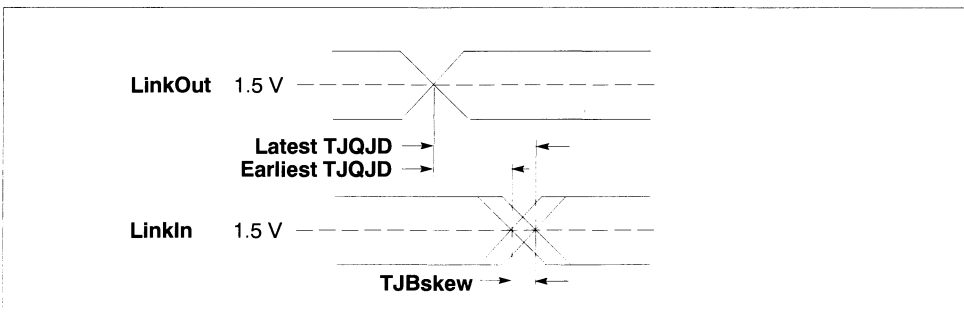 LinkOut 1.5 V
Latest TJQJD
Earliest TJQJD
LinkIn 1.5 V
TJBskew